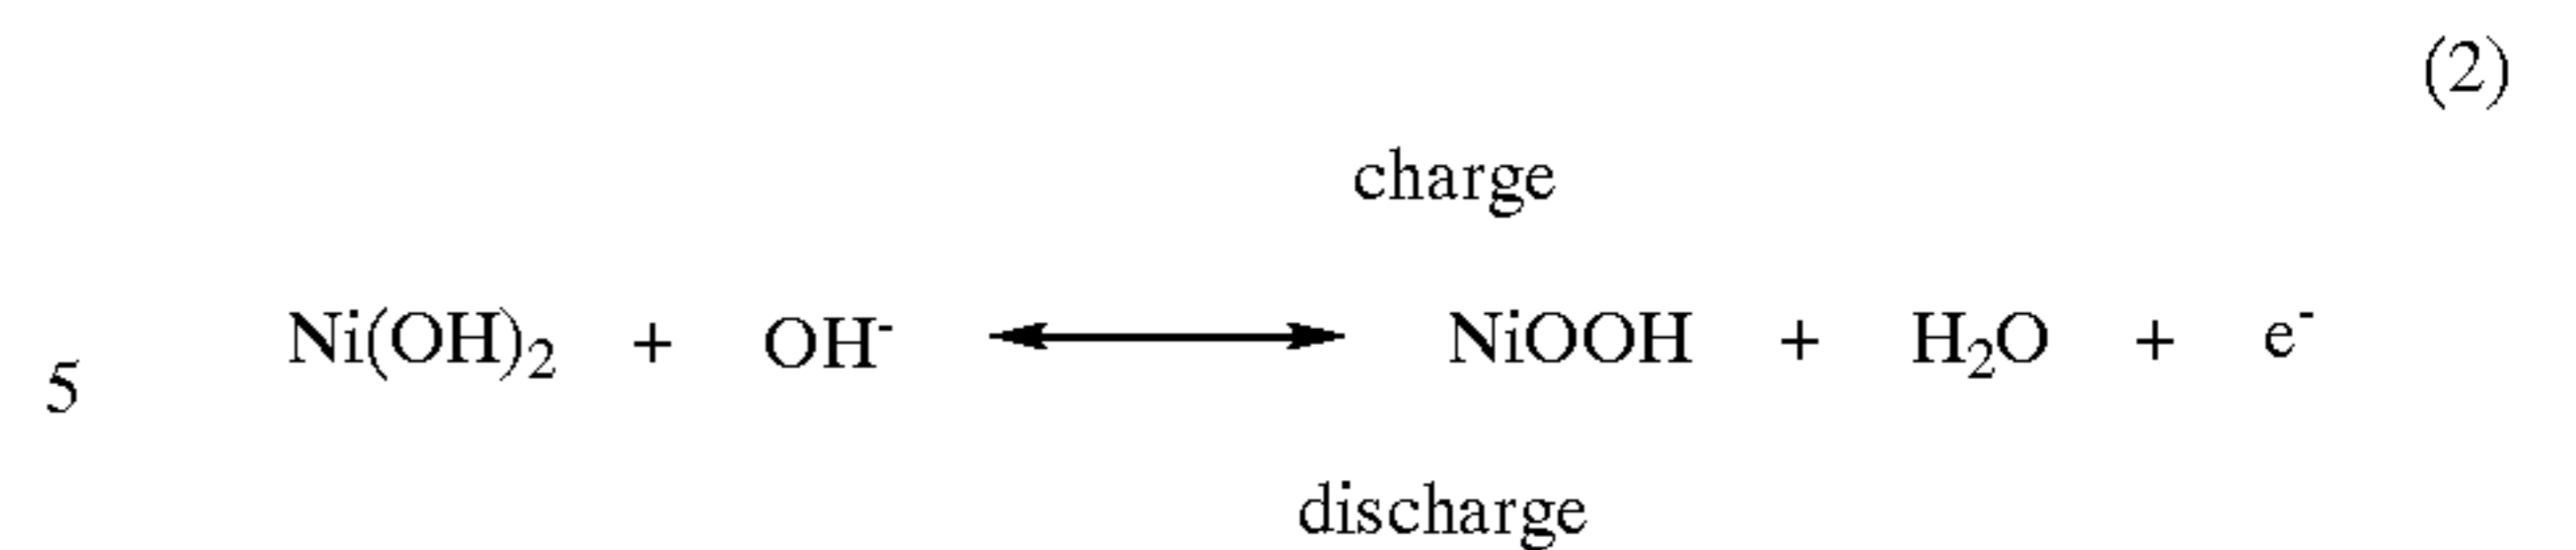 (2)
charge
Ni(OH)₂ + OH⁻ ⟷ NiOOH + H₂O + e⁻
5
discharge